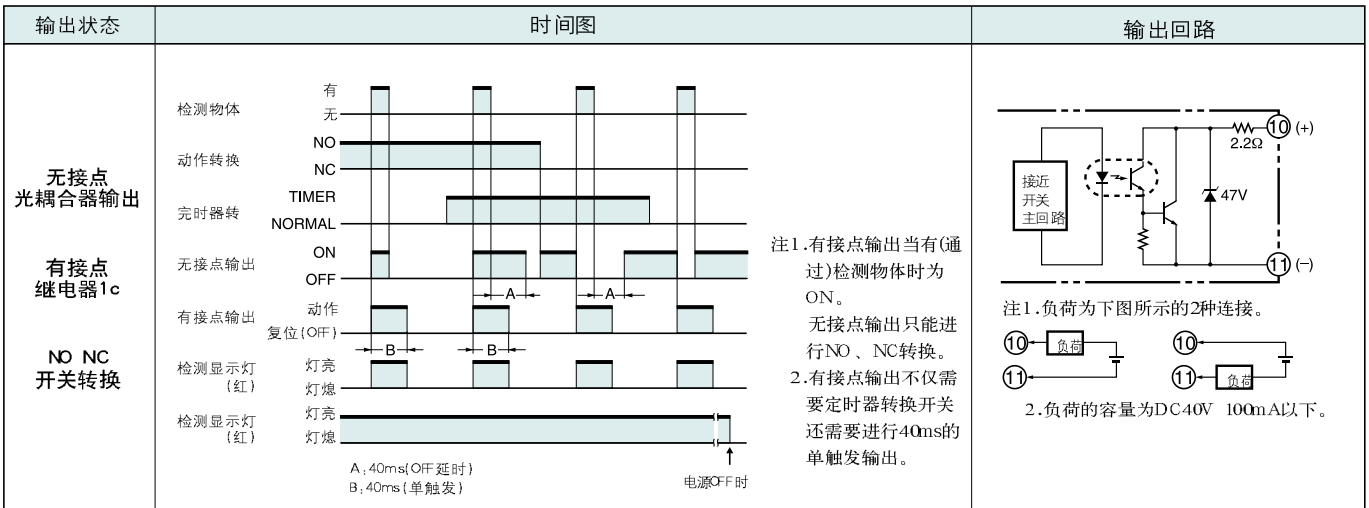 输出状态
时间图
输出回路
无接点
光耦合器输出
有接点
继电器1c
NO NC
开关转换
检测物体
有
无
动作转换
NO
NC
完时器转
TIMER
NORMAL
无接点输出
ON
OFF
A
A
有接点输出
动作
复位(OFF)
B
B
检测显示灯
(红)
灯亮
灯熄
检测显示灯
(红)
灯亮
灯熄
A:40ms(OFF延时)
B:40ms(单触发)
电源OFF时
注1.有接点输出当有(通
过)检测物体时为
ON。
无接点输出只能进
行NO、NC转换。
2.有接点输出不仅需
要定时器转换开关
还需要进行40ms的
单触发输出。
接近
开关
主回路
2.2Ω
10 (+)
47V
11 (-)
注1.负荷为下图所示的2种连接。
10 负荷
11
10
11 负荷
2.负荷的容量为DC40V 100mA以下。